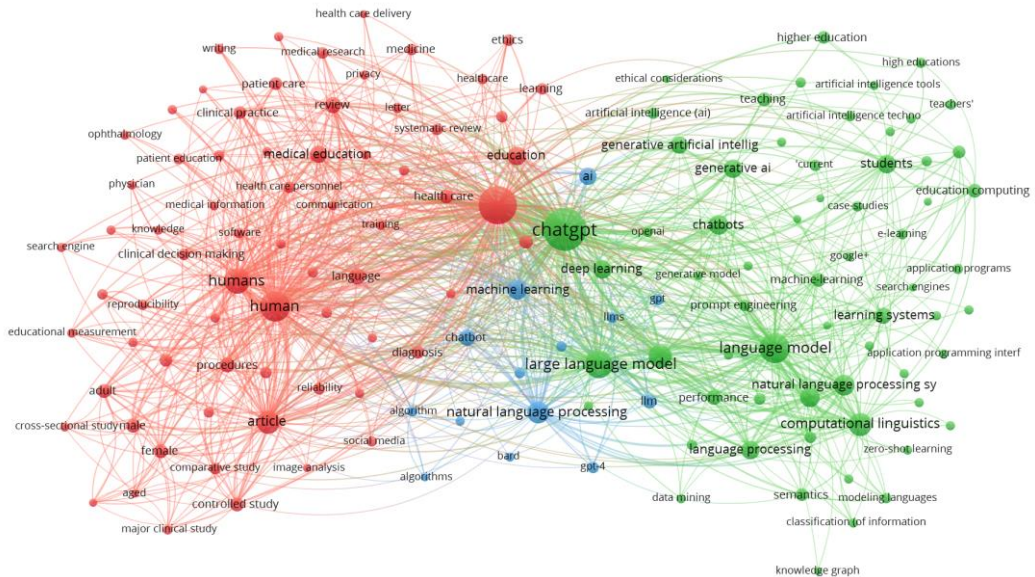 health care delivery
writing
medical research
medicine
ethics
higher education
privacy
healthcare
high educations
patient care
learning
ethical considerations
artificial intelligence tools
review
letter
teaching
teachers'
clinical practice
artificial intelligence (ai)
artificial intelligence techno
systematic review
ophthalmology
generative artificial intellig
medical education
education
patient education
generative ai
'current
students
ai
physician
health care personnel
health care
education computing
medical information
communication
case-studies
knowledge
software
training
chatgpt
openai
chatbots
e-learning
search engine
clinical decision making
google+
language
deep learning
generative model
application programs
humans
machine learning
machine-learning
search engines
reproducibility
human
gpt
prompt engineering
llms
learning systems
educational measurement
chatbot
language model
diagnosis
application programming interf
procedures
large language model
adult
reliability
natural language processing sy
performance
algorithm
natural language processing
llm
article
computational linguistics
cross-sectional study
male
social media
female
language processing
zero-shot learning
bard
comparative study
image analysis
gpt-4
algorithms
aged
data mining
semantics
modeling languages
controlled study
major clinical study
classification (of information
knowledge graph